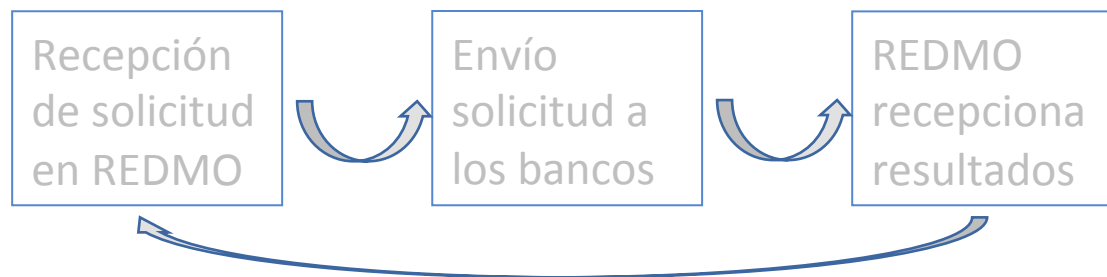 Recepción
de solicitud
en REDMO
Envío
solicitud a
los bancos
REDMO
recepciona
resultados